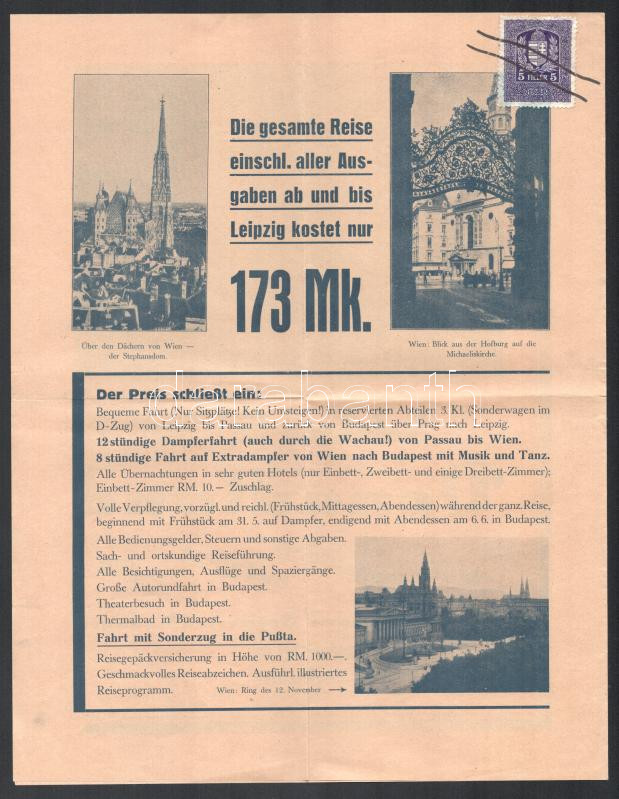 5 FILLÉR 5
Die gesamte Reise
einschl. aller Aus-
gaben ab und bis
Leipzig kostet nur
173 Mk.
Über den Dächern von Wien —
der Stephansdom.
Wien: Blick aus der Hofburg auf die
Michaeliskirche.
darabanth
Der Preis schließt ein:
Bequeme Fahrt (Nur Sitzplätze! Kein Umsteigen!) in reservierten Abteilen 3. Kl. (Sonderwagen im
D-Zug) von Leipzig bis Passau und zurück von Budapest über Prag nach Leipzig.
12stündige Dampferfahrt (auch durch die Wachau!) von Passau bis Wien.
8 stündige Fahrt auf Extradampfer von Wien nach Budapest mit Musik und Tanz.
Alle Übernachtungen in sehr guten Hotels (nur Einbett-, Zweibett- und einige Dreibett-Zimmer);
Einbett-Zimmer RM. 10.— Zuschlag.
Volle Verpflegung, vorzügl. und reichl. (Frühstück, Mittagessen, Abendessen) während der ganz. Reise,
beginnend mit Frühstück am 31. 5. auf Dampfer, endigend mit Abendessen am 6. 6. in Budapest.
Alle Bedienungsgelder, Steuern und sonstige Abgaben.
Sach- und ortskundige Reiseführung.
Alle Besichtigungen, Ausflüge und Spaziergänge.
Große Autorundfahrt in Budapest.
Theaterbesuch in Budapest.
Thermalbad in Budapest.
Fahrt mit Sonderzug in die Pußta.
Reisegepäckversicherung in Höhe von RM. 1000.—.
Geschmackvolles Reiseabzeichen. Ausführl. illustriertes
Reiseprogramm.
Wien: Ring des 12. November →